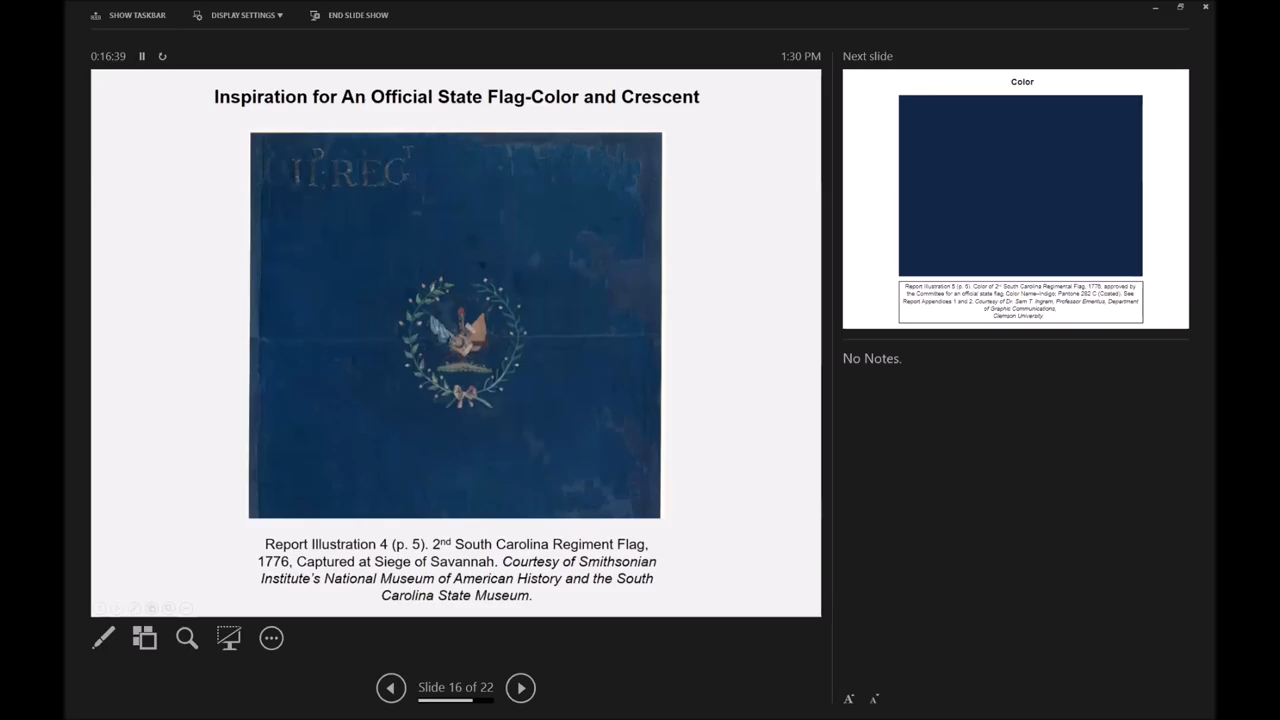 SHOW TASKBAR
DISPLAY SETTINGS
END SLIDE SHOW
0:16:39
1:30 PM
Inspiration for An Official State Flag-Color and Crescent
IIᴰ REGᵀ
Report Illustration 4 (p. 5). 2nd South Carolina Regiment Flag,
1776, Captured at Siege of Savannah. Courtesy of Smithsonian
Institute's National Museum of American History and the South
Carolina State Museum.
Slide 16 of 22
Next slide
Color
Report Illustration 5 (p. 6). Color of 2nd South Carolina Regimental Flag, 1776, approved by
the Committee for an official state flag; Color Name–Indigo; Pantone 282 C (Coated). See
Report Appendices 1 and 2. Courtesy of Dr. Sam T. Ingram, Professor Emeritus, Department
of Graphic Communications,
Clemson University.
No Notes.
A
A